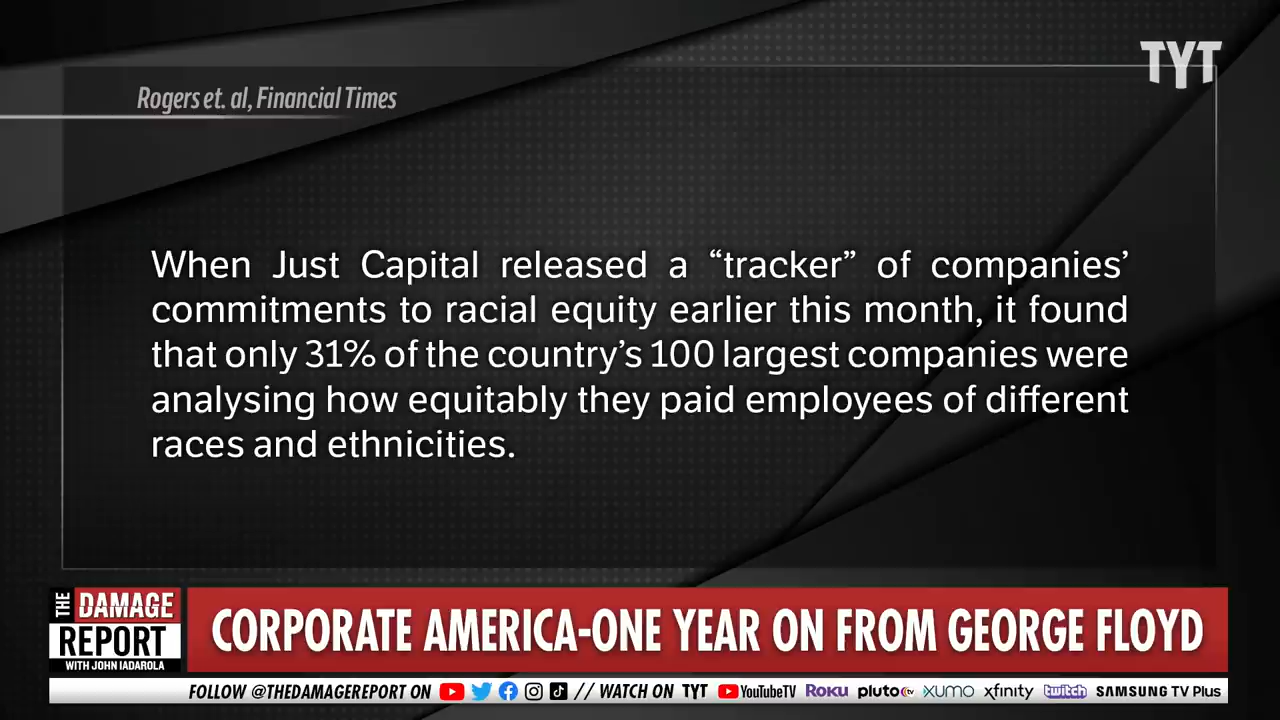 TYT
Rogers et. al, Financial Times
When Just Capital released a “tracker” of companies’
commitments to racial equity earlier this month, it found
that only 31% of the country’s 100 largest companies were
analysing how equitably they paid employees of different
races and ethnicities.
THE DAMAGE REPORT
WITH JOHN IADAROLA
CORPORATE AMERICA-ONE YEAR ON FROM GEORGE FLOYD
FOLLOW @THEDAMAGEREPORT ON // WATCH ON TYT YouTubeTV ROKU pluto tv XUMO xfinity twitch SAMSUNG TV Plus